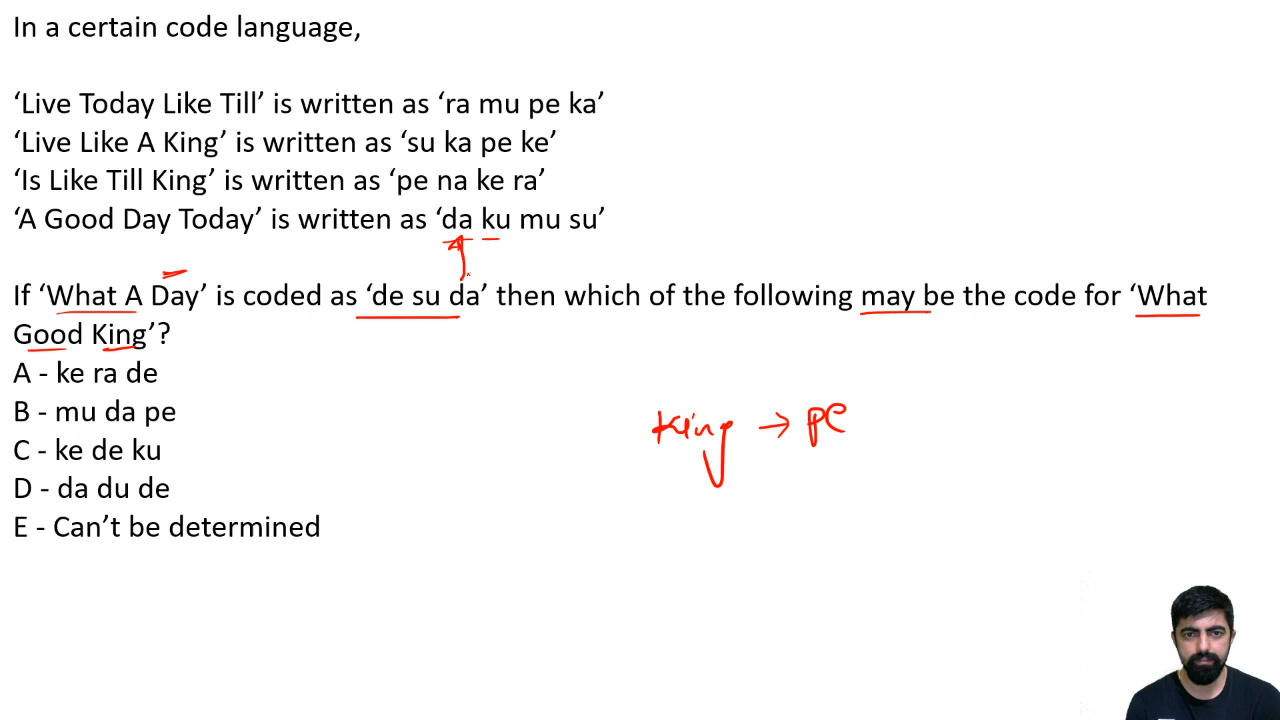 In a certain code language,
‘Live Today Like Till’ is written as ‘ra mu pe ka’
‘Live Like A King’ is written as ‘su ka pe ke’
‘Is Like Till King’ is written as ‘pe na ke ra’
‘A Good Day Today’ is written as ‘da ku mu su’
If ‘What A Day’ is coded as ‘de su da’ then which of the following may be the code for ‘What
Good King’?
A - ke ra de
B - mu da pe
C - ke de ku
D - da du de
E - Can’t be determined
King → pe